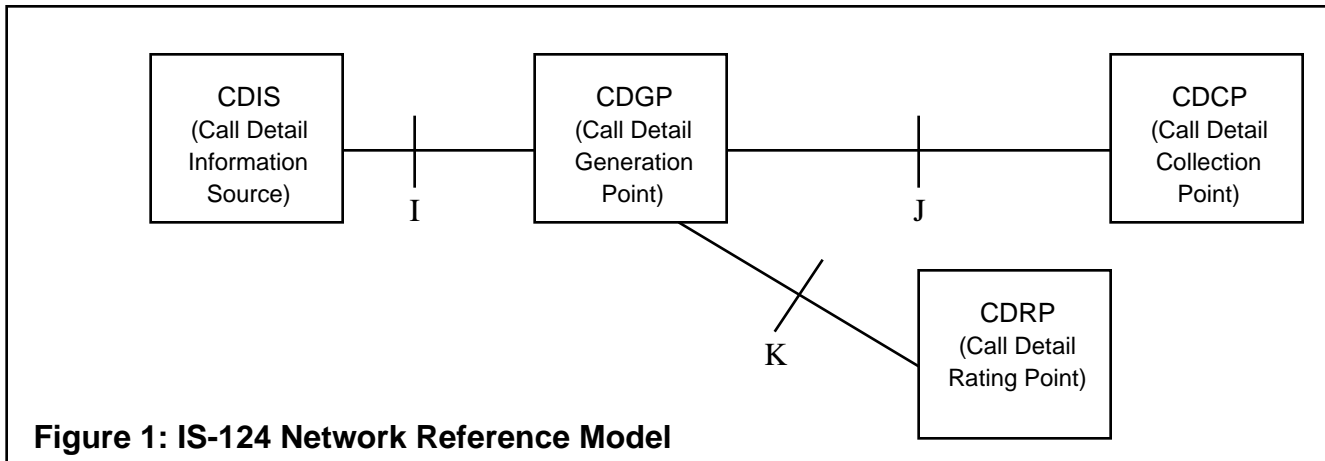 CDIS
(Call Detail
Information
Source)
I
CDGP
(Call Detail
Generation
Point)
J
CDCP
(Call Detail
Collection
Point)
K
CDRP
(Call Detail
Rating Point)
Figure 1: IS-124 Network Reference Model